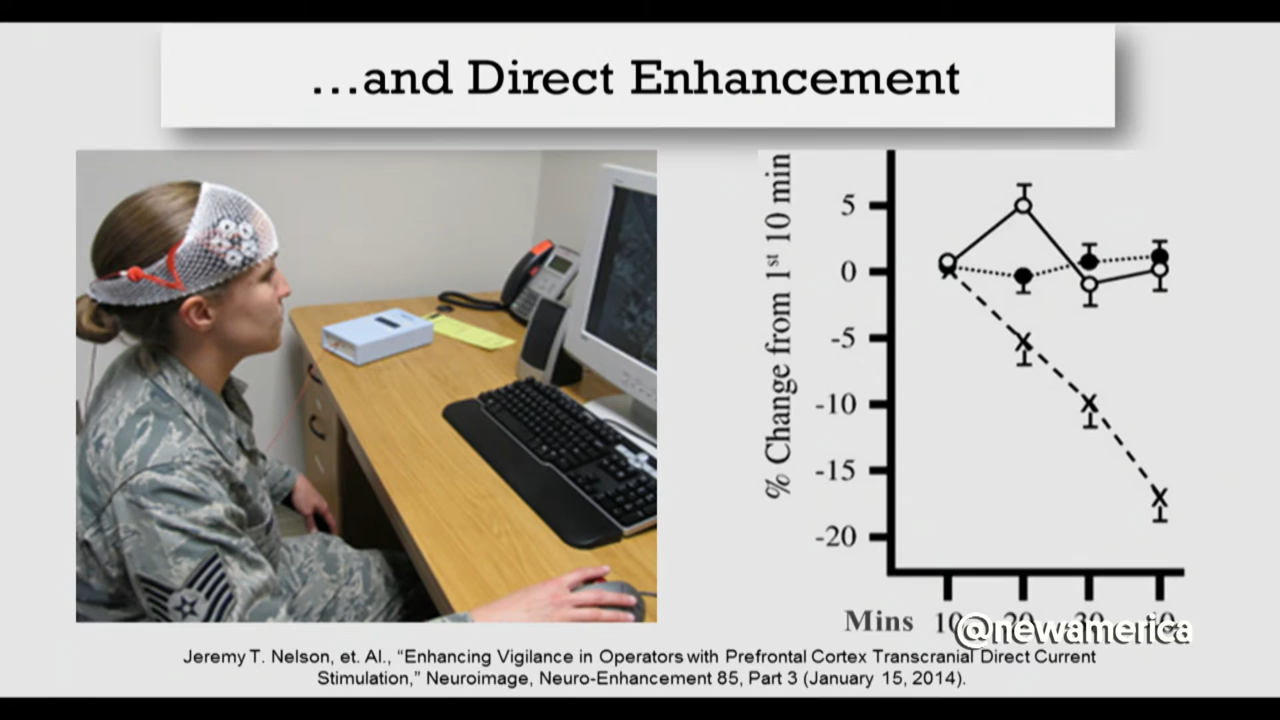 …and Direct Enhancement
% Change from 1st 10 min
5
0
-5
-10
-15
-20
Mins 10 20 30 40
@newamerica
Jeremy T. Nelson, et. Al., “Enhancing Vigilance in Operators with Prefrontal Cortex Transcranial Direct Current
Stimulation,” Neuroimage, Neuro-Enhancement 85, Part 3 (January 15, 2014).